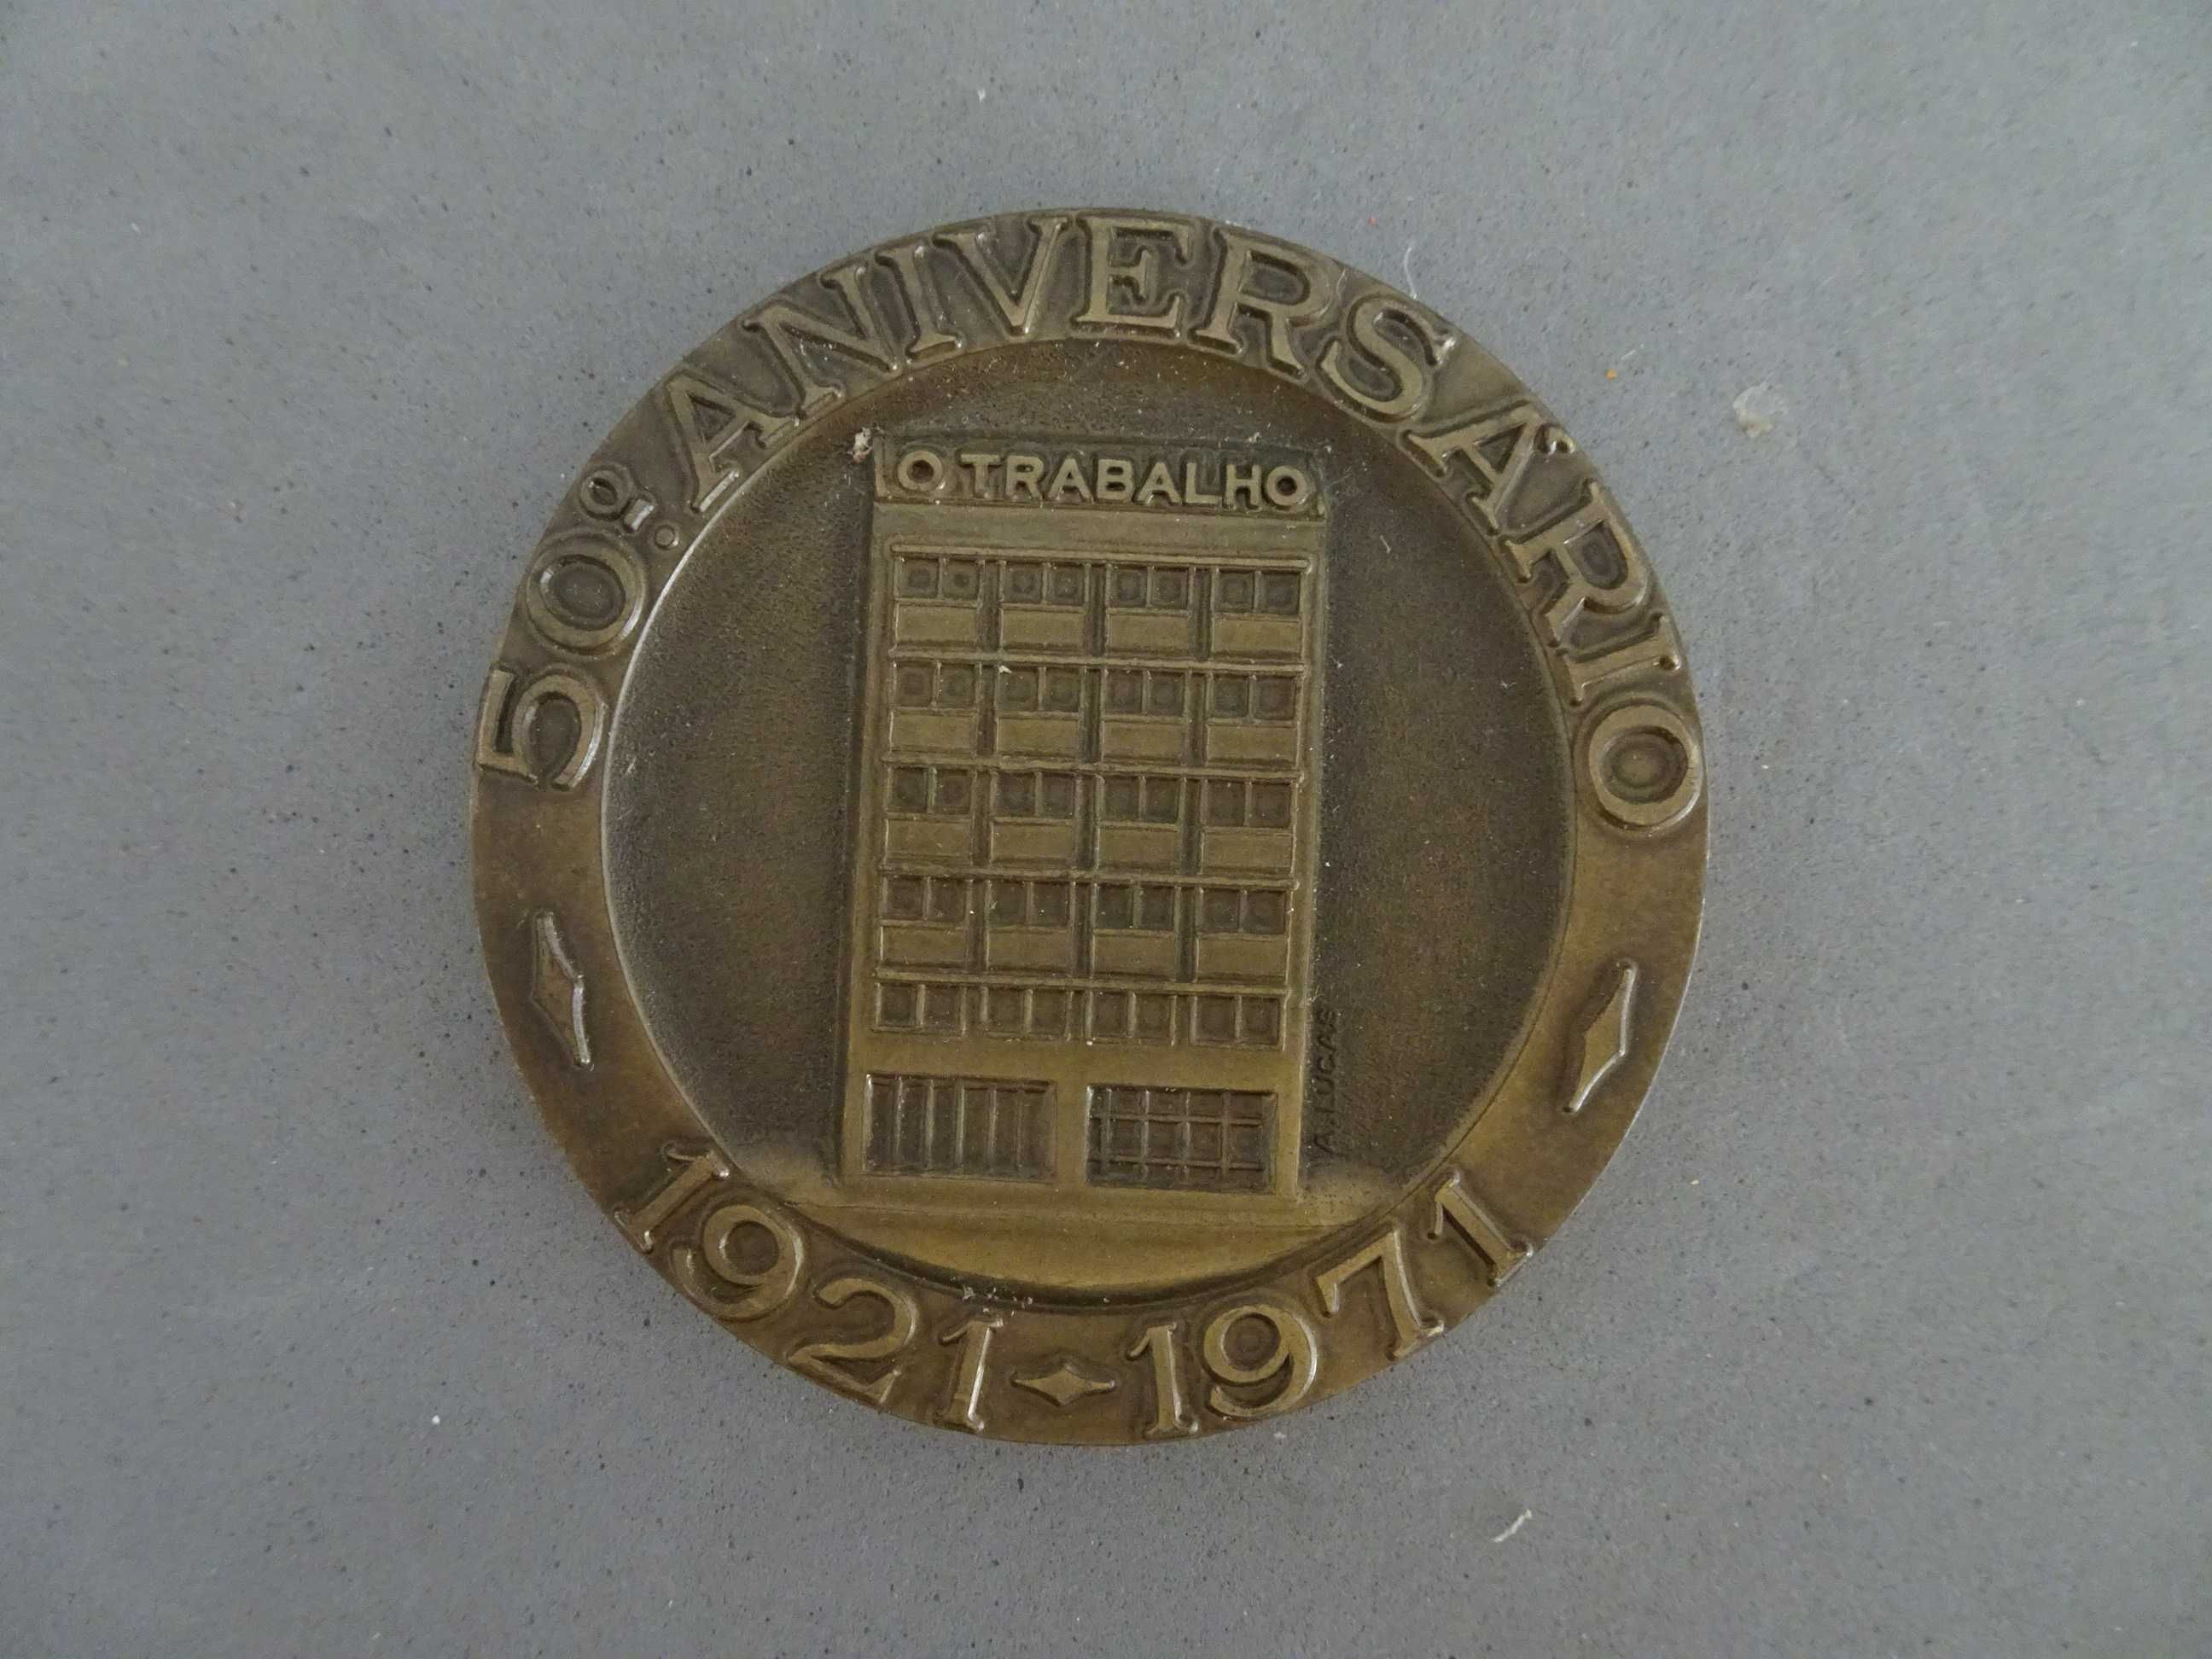 50º. ANIVERSÁRIO
O TRABALHO
A. LUCAS
1921 1971